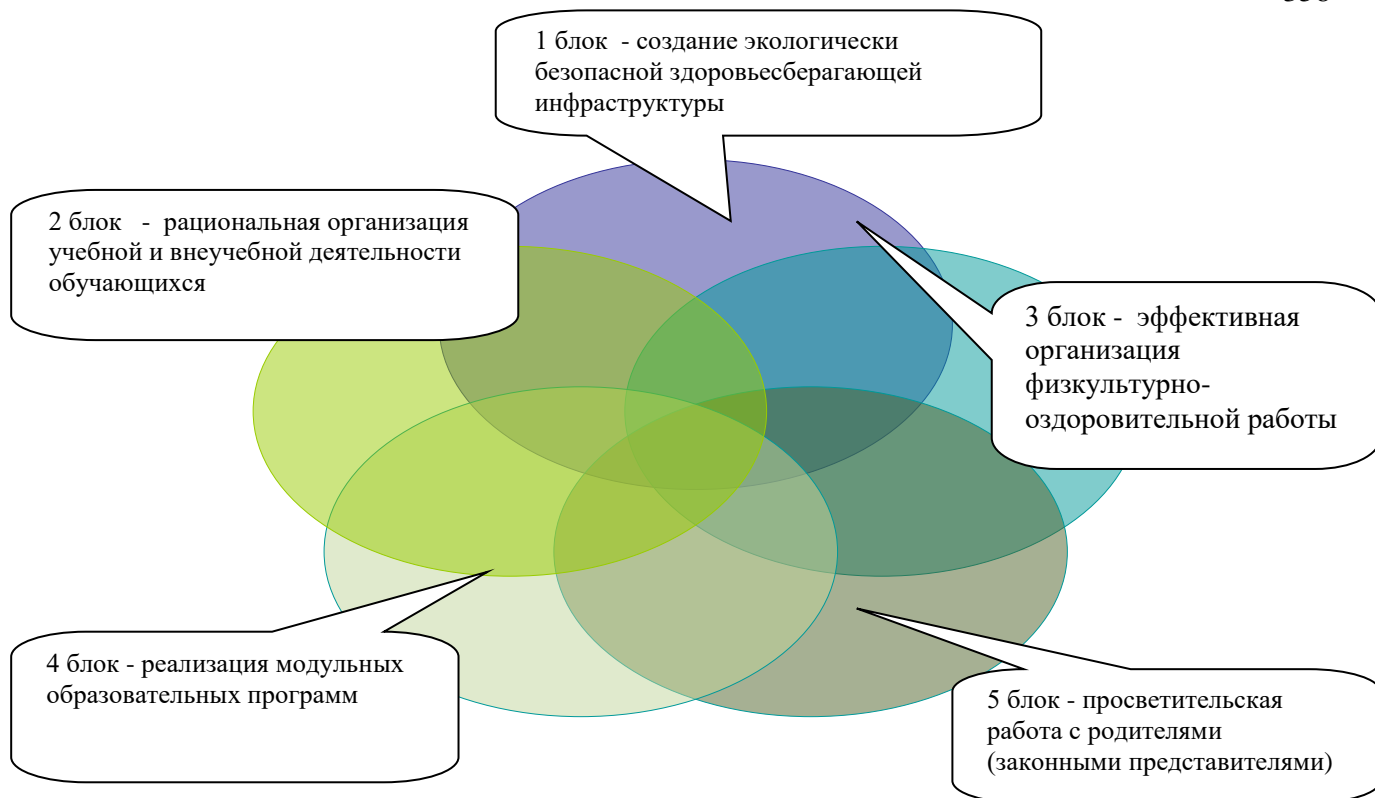 1 блок - создание экологически
безопасной здоровьесберагающей
инфраструктуры
2 блок - рациональная организация
учебной и внеучебной деятельности
обучающихся
3 блок - эффективная
организация
физкультурно-
оздоровительной работы
4 блок - реализация модульных
образовательных программ
5 блок - просветительская
работа с родителями
(законными представителями)